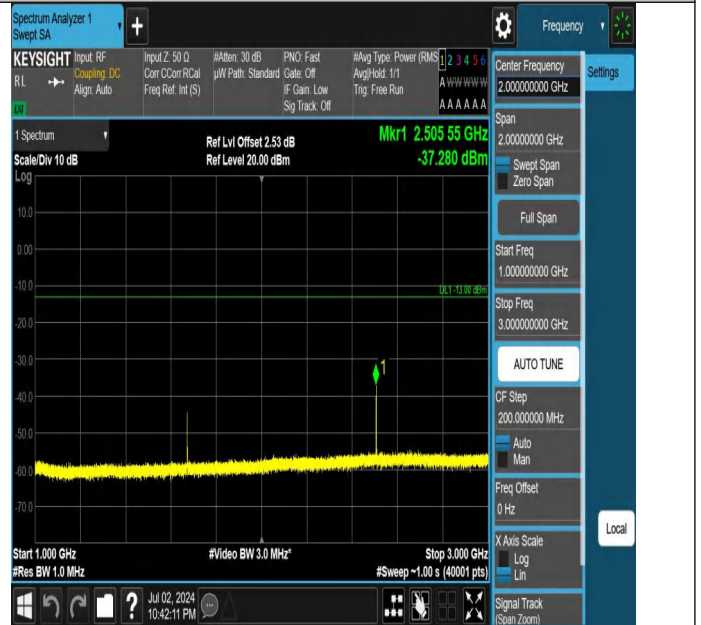 Spectrum Analyzer 1
Swept SA
+
Frequency
KEYSIGHT
RL
LXI
Input: RF
Coupling: DC
Align: Auto
Input Z: 50 Ω
Corr CCorr RCal
Freq Ref: Int (S)
#Atten: 30 dB
µW Path: Standard
PNO: Fast
Gate: Off
IF Gain: Low
Sig Track: Off
#Avg Type: Power (RMS
Avg|Hold: 1/1
Trig: Free Run
1 2 3 4 5 6
A W W W W W
A A A A A A
1 Spectrum
Scale/Div 10 dB
Log
Ref Lvl Offset 2.53 dB
Ref Level 20.00 dBm
Mkr1 2.505 55 GHz
-37.280 dBm
10.0
0.00
-10.0
DL1 -13.00 dBm
-20.0
-30.0
1
-40.0
-50.0
-60.0
-70.0
Start 1.000 GHz
#Video BW 3.0 MHz*
Stop 3.000 GHz
#Res BW 1.0 MHz
#Sweep ~1.00 s (40001 pts)
Jul 02, 2024
10:42:11 PM
?
Center Frequency
2.000000000 GHz
Settings
Span
2.00000000 GHz
Swept Span
Zero Span
Full Span
Start Freq
1.000000000 GHz
Stop Freq
3.000000000 GHz
AUTO TUNE
CF Step
200.000000 MHz
Auto
Man
Freq Offset
0 Hz
Local
X Axis Scale
Log
Lin
Signal Track
(Span Zoom)